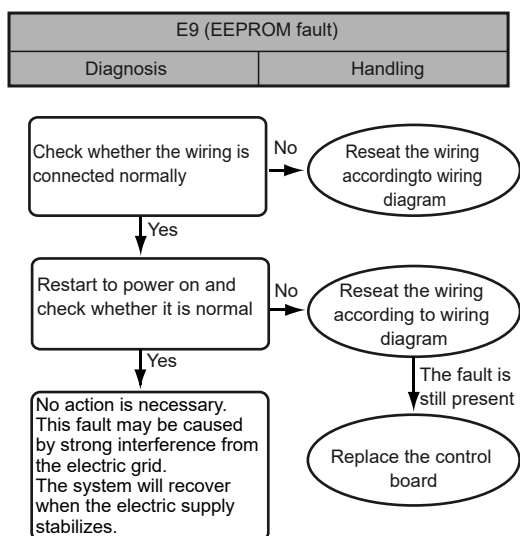 E9 (EEPROM fault)
Diagnosis
Handling
Check whether the wiring is
connected normally
No
Reseat the wiring
accordingto wiring
diagram
Yes
Restart to power on and
check whether it is normal
No
Reseat the wiring
according to wiring
diagram
Yes
The fault is
still present
No action is necessary.
This fault may be caused
by strong interference from
the electric grid.
The system will recover
when the electric supply
stabilizes.
Replace the control
board